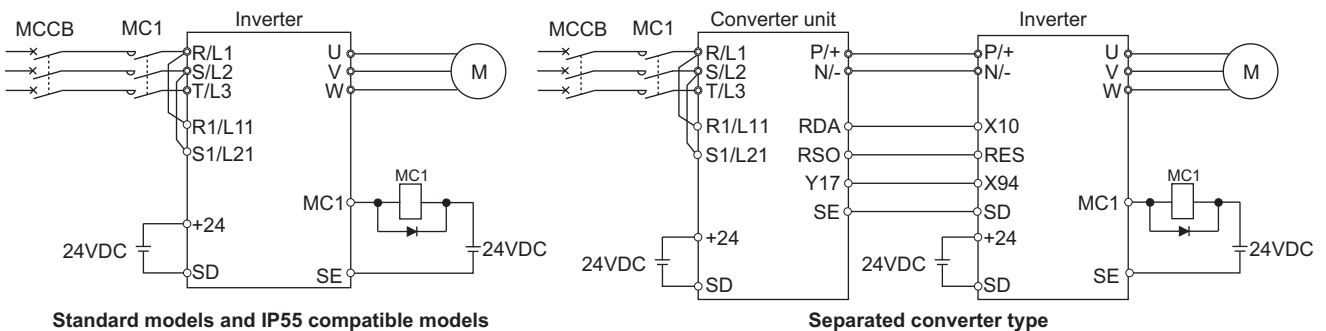 Inverter
MCCB MC1
R/L1 U
S/L2 V
T/L3 W
M
R1/L11
S1/L21
MC1
MC1
+24
24VDC
24VDC
SD
SE
Standard models and IP55 compatible models
Converter unit Inverter
MCCB MC1
R/L1 P/+ P/+ U
S/L2 N/- N/- V
T/L3 W
M
R1/L11 RDA X10
S1/L21 RSO RES
Y17 X94
MC1
MC1
SE SD
+24 +24
24VDC 24VDC 24VDC
SD SD SE
Separated converter type